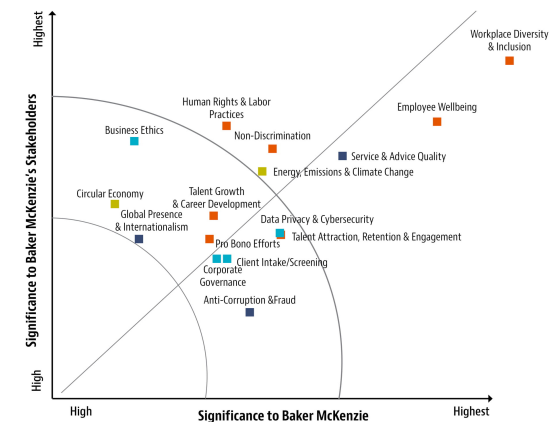 Highest
Workplace Diversity
& Inclusion
Human Rights & Labor
Practices
Employee Wellbeing
Business Ethics
Non-Discrimination
Service & Advice Quality
Energy, Emissions & Climate Change
Circular Economy
Talent Growth
& Career Development
Global Presence
& Internationalism
Data Privacy & Cybersecurity
Talent Attraction, Retention & Engagement
Pro Bono Efforts
Client Intake/Screening
Corporate
Governance
Anti-Corruption &Fraud
Significance to Baker McKenzie's Stakeholders
High
High
Significance to Baker McKenzie
Highest